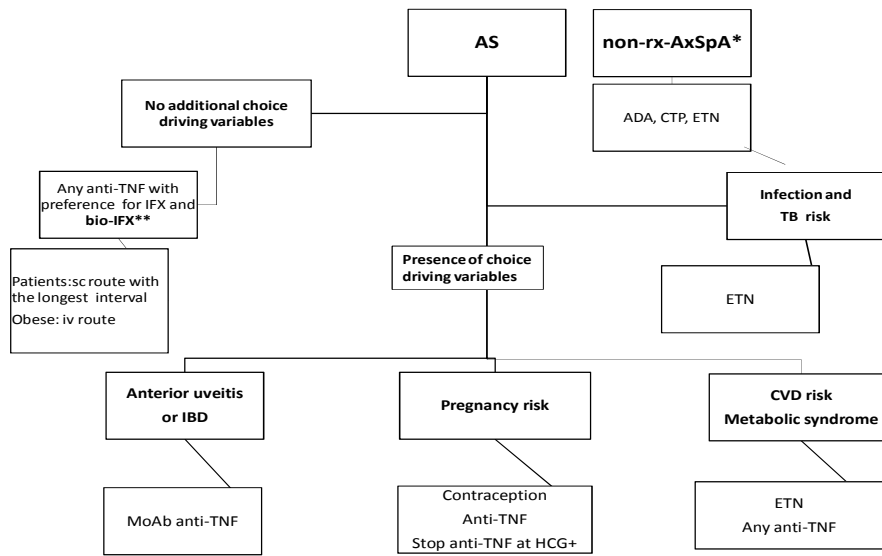 AS
non-rx-AxSpA*
No additional choice
driving variables
ADA, CTP, ETN
Any anti-TNF with
preference for IFX and
bio-IFX**
Infection and
TB risk
Presence of choice
driving variables
Patients:sc route with
the longest interval
Obese: iv route
ETN
Anterior uveitis
or IBD
Pregnancy risk
CVD risk
Metabolic syndrome
MoAb anti-TNF
Contraception
Anti-TNF
Stop anti-TNF at HCG+
ETN
Any anti-TNF